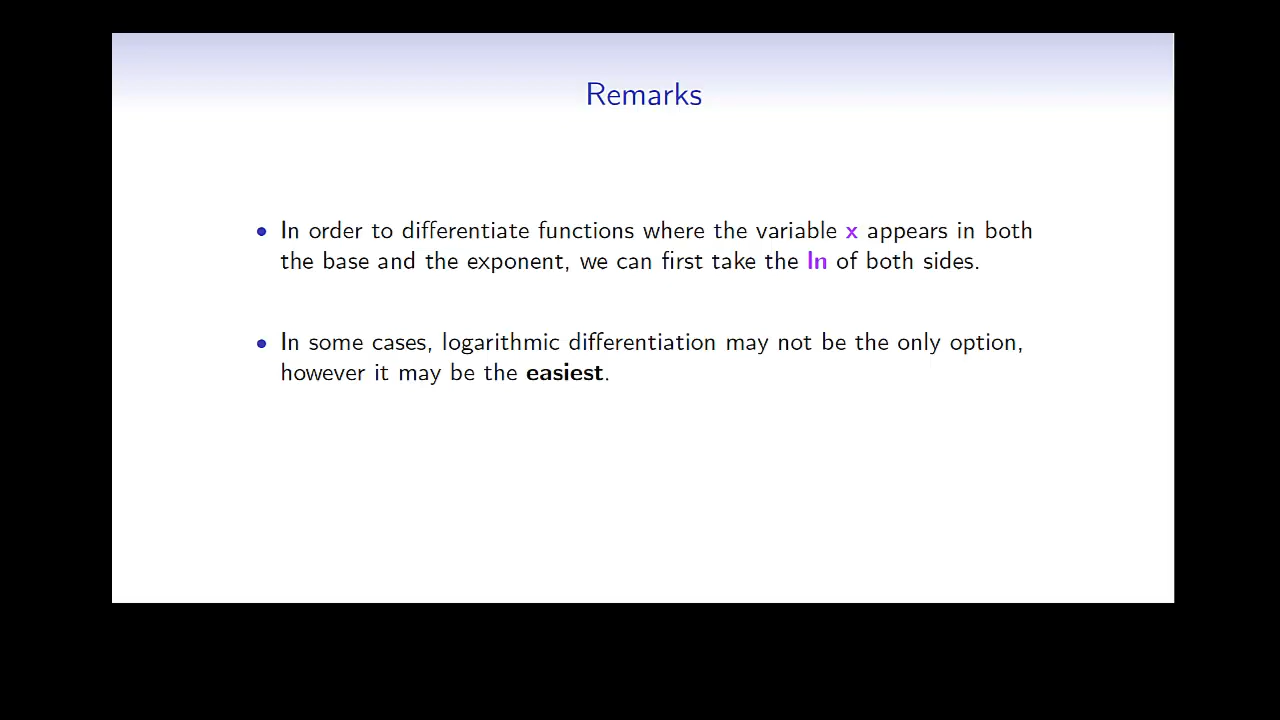 Remarks
In order to differentiate functions where the variable x appears in both
the base and the exponent, we can first take the ln of both sides.
In some cases, logarithmic differentiation may not be the only option,
however it may be the easiest.